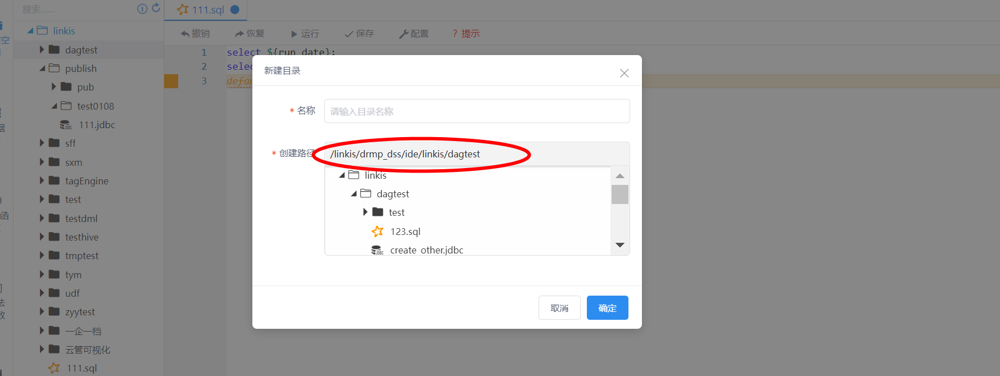 搜索......
111.sql
linkis
dagtest
publish
pub
test0108
111.jdbc
sff
sxm
tagEngine
test
testdml
testhive
tmptest
tym
udf
zyytest
一企一档
云管可视化
111.sql
撤销
恢复
运行
保存
配置
? 提示
1 select ${run_date};
2 selec
3 defau
新建目录
* 名称
请输入目录名称
* 创建路径
/linkis/drmp_dss/ide/linkis/dagtest
linkis
dagtest
test
123.sql
JDBC create_other.jdbc
取消
确定